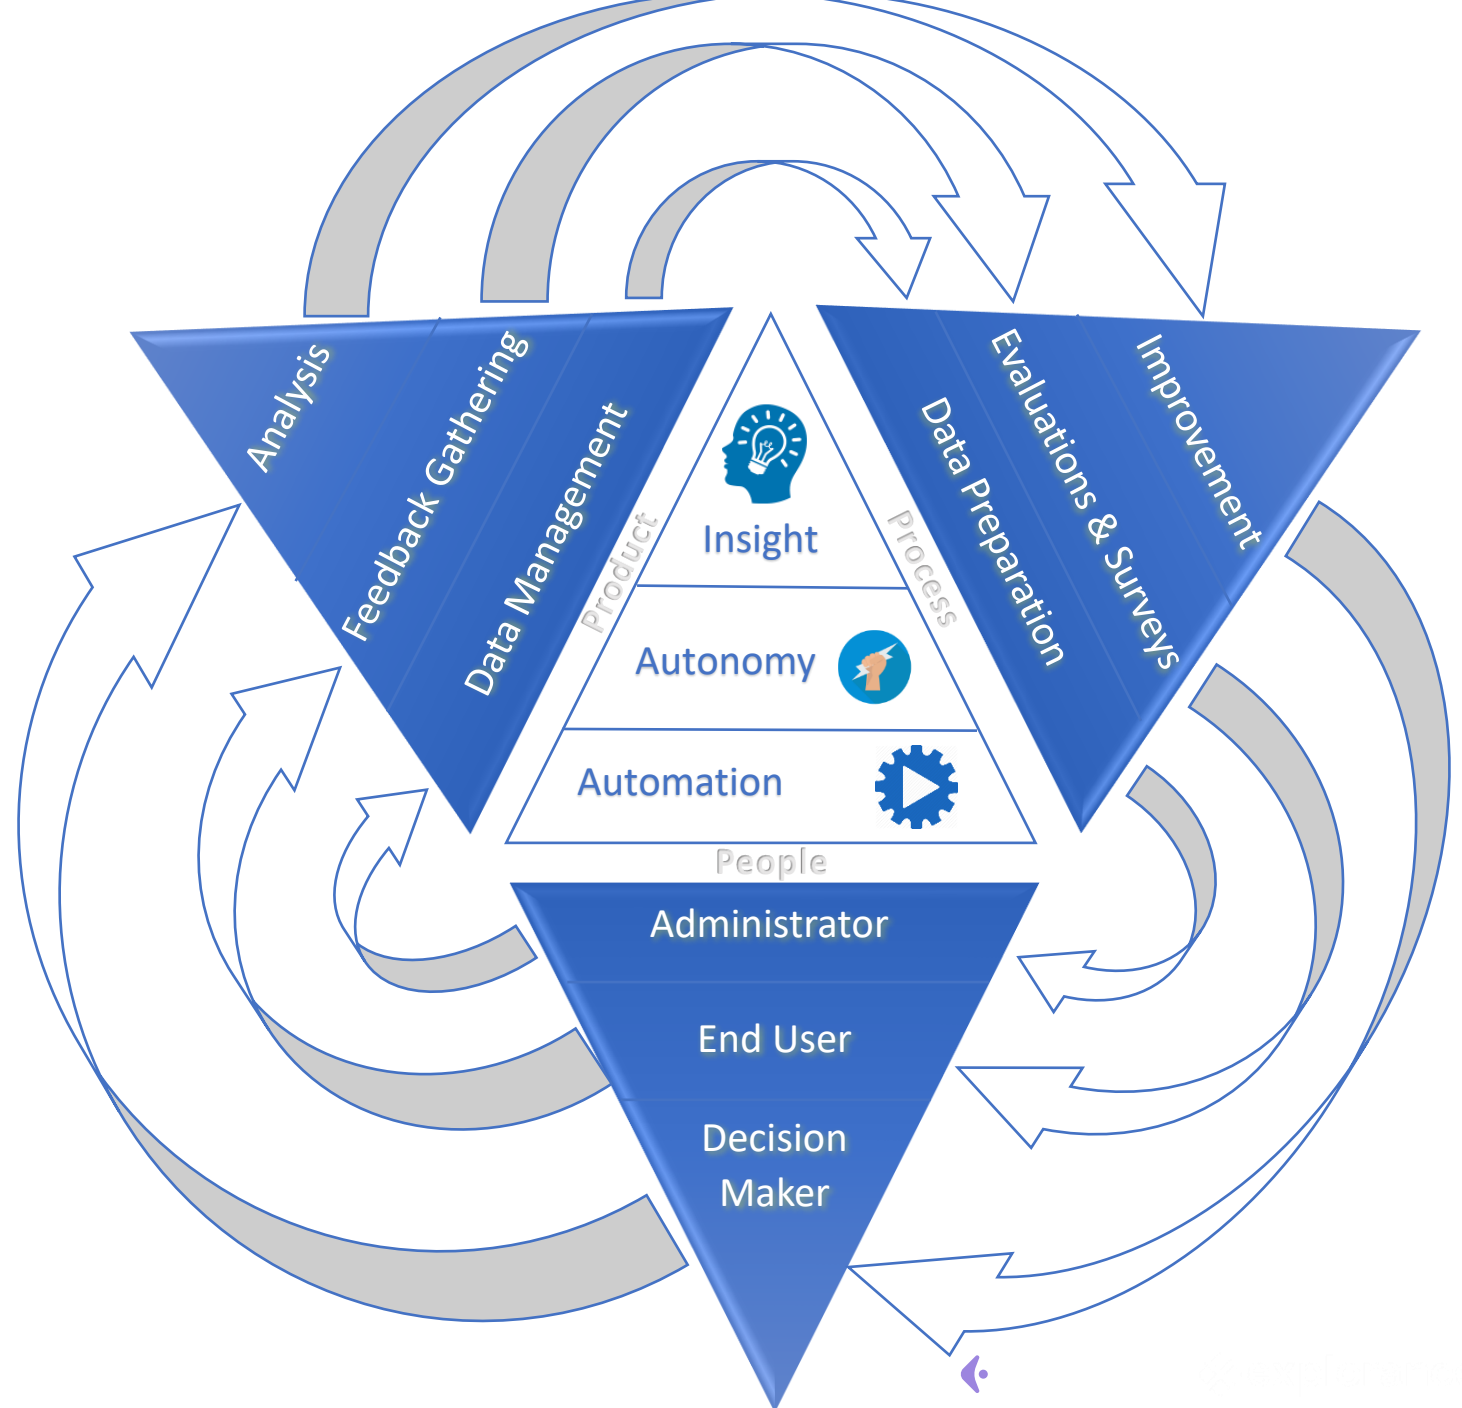 Analysis
Feedback Gathering
Data Management
Product
Insight
Autonomy
Automation
Process
Data Preparation
Evaluations & Surveys
Improvement
People
Administrator
End User
Decision
Maker